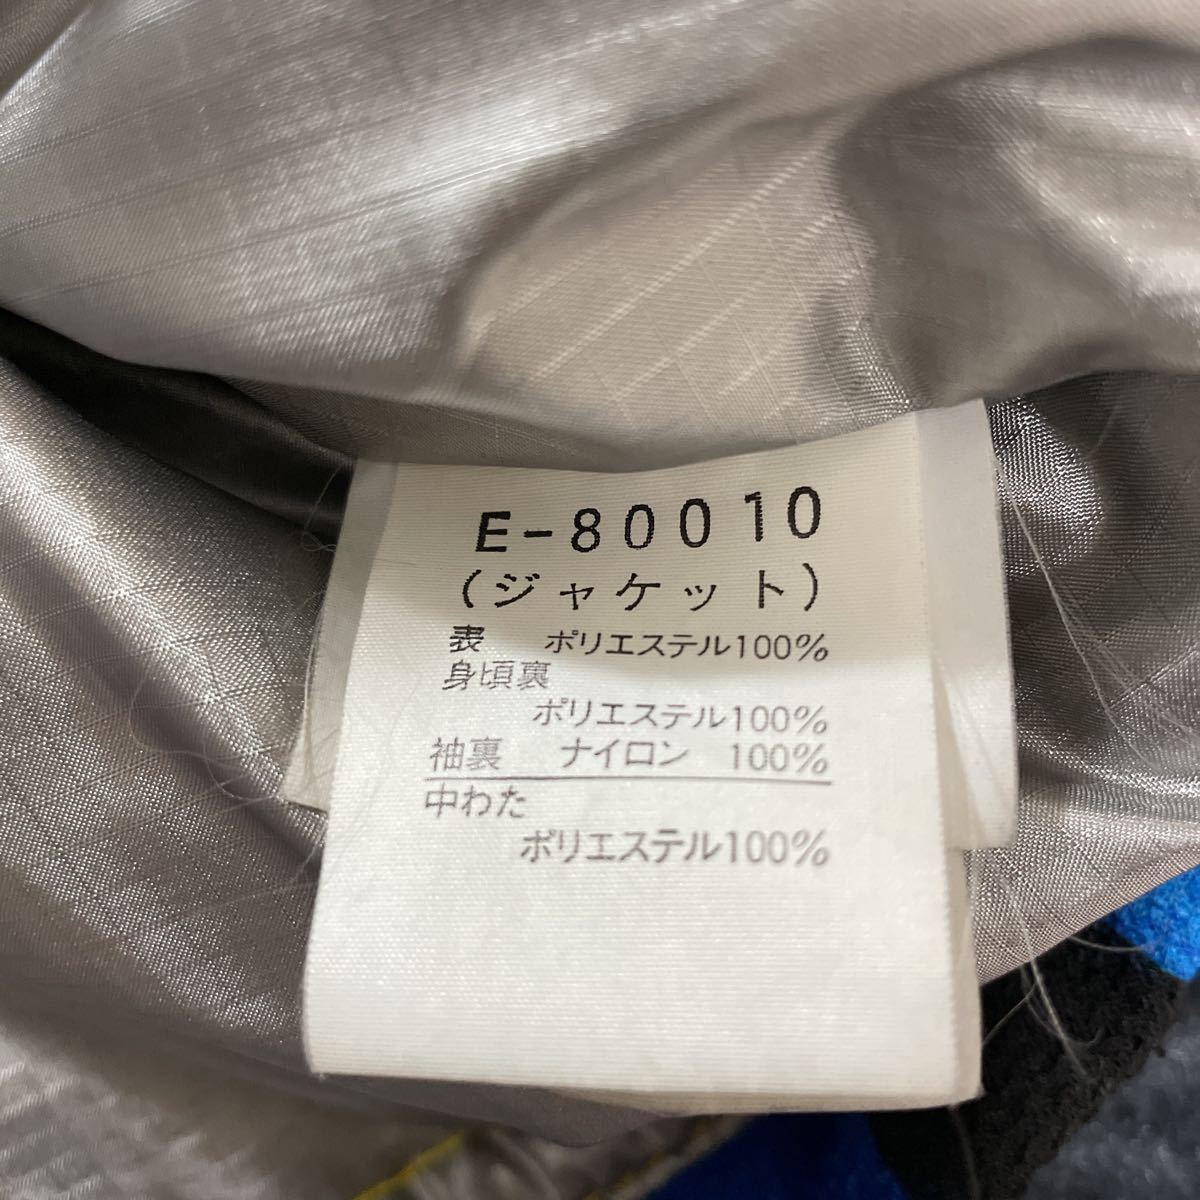 E-80010
(ジャケット)
表 ポリエステル100%
身頃裏
ポリエステル100%
袖裏 ナイロン 100%
中わた
ポリエステル100%